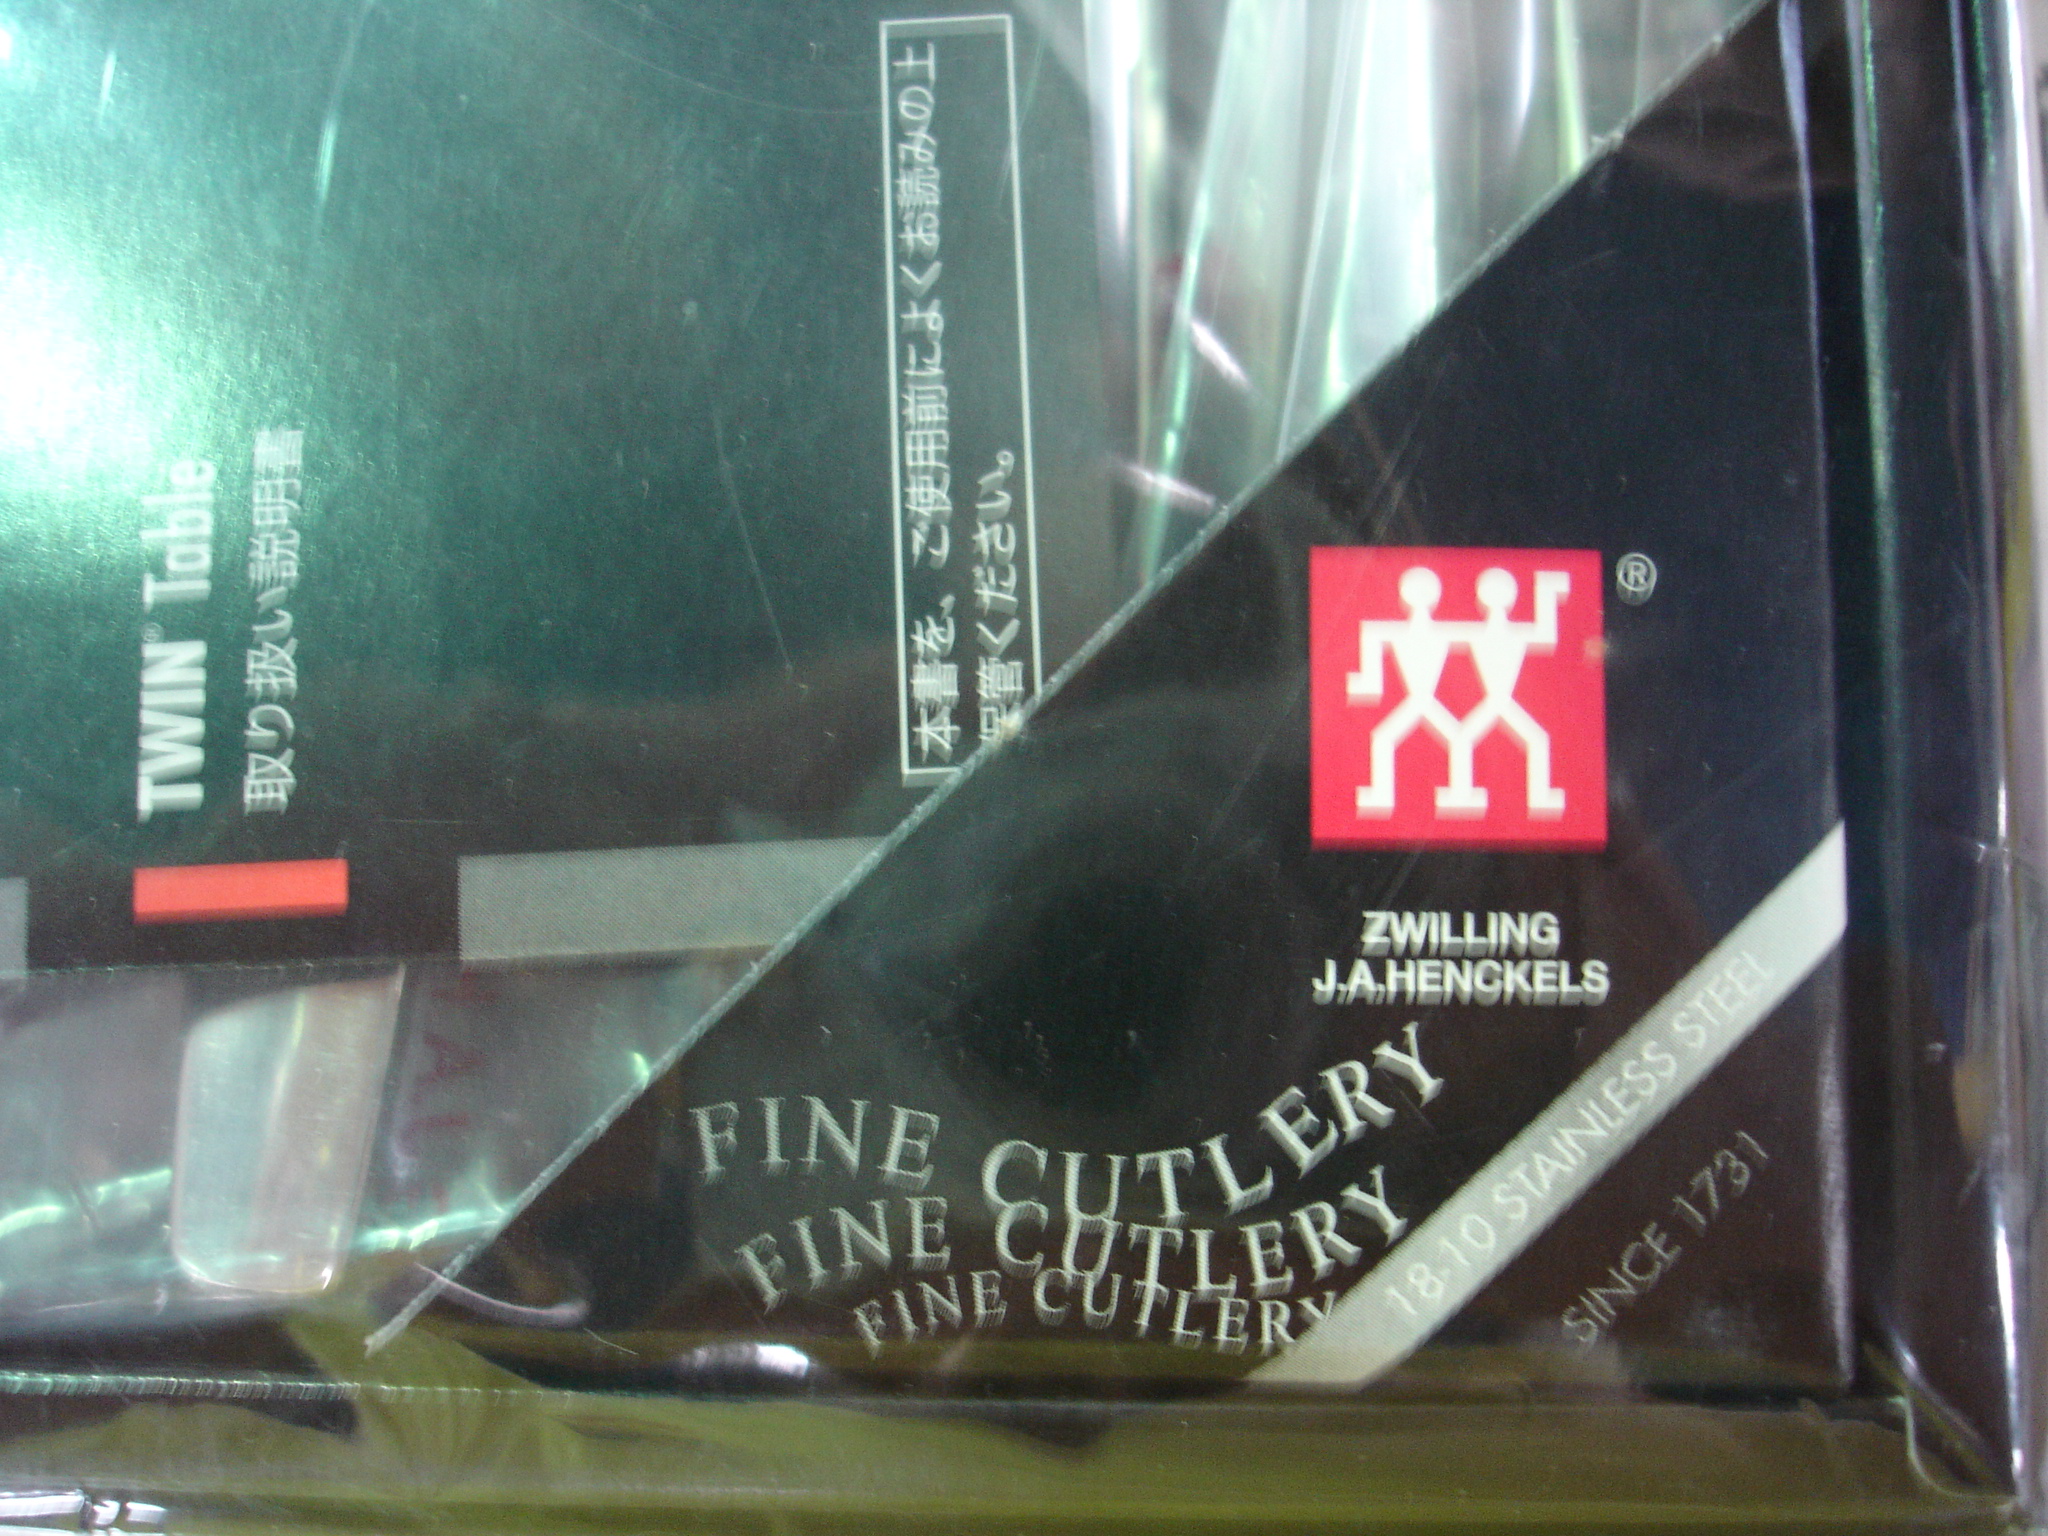 TWIN® Table
取り扱い説明書
本書を、ご使用前によくお読みの上
保管ください。
®
ZWILLING
J.A.HENCKELS
FINE CUTLERY
FINE CUTLERY
FINE CUTLERY
18-10 STAINLESS STEEL
SINCE 1731